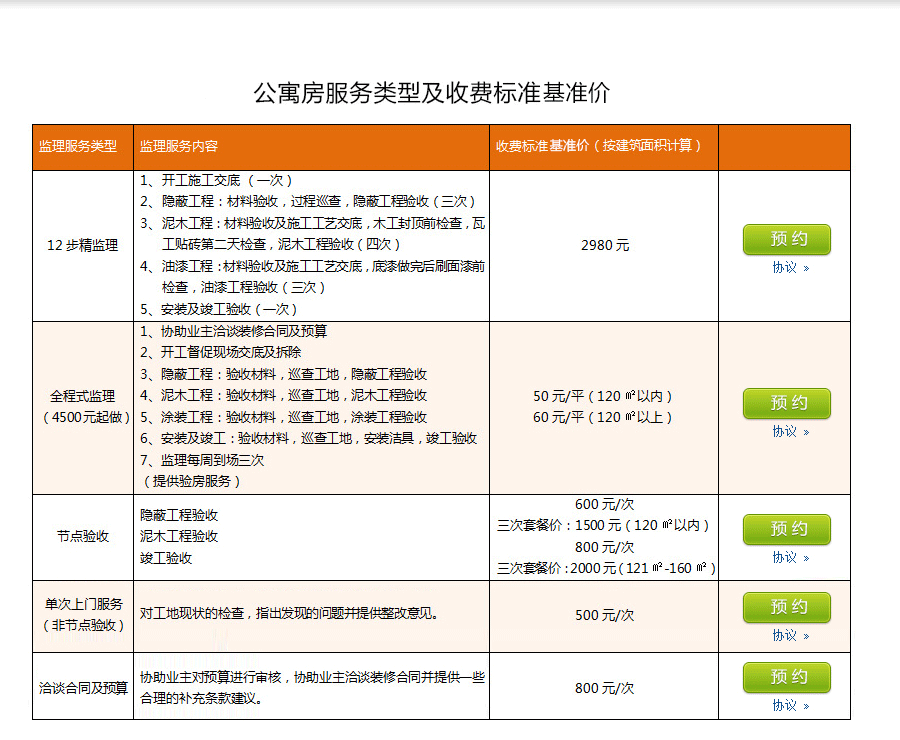 公寓房服务类型及收费标准基准价
监理服务类型 监理服务内容 收费标准基准价（按建筑面积计算）
12 步精监理
1、开工施工交底 （一次）
2、隐蔽工程：材料验收，过程巡查，隐蔽工程验收（三次）
3、泥木工程：材料验收及施工工艺交底，木工封顶前检查，瓦
工贴砖第二天检查，泥木工程验收（四次）
4、油漆工程：材料验收及施工工艺交底，底漆做完后刷面漆前
检查，油漆工程验收（三次）
5、安装及竣工验收（一次）
2980 元
预 约
协议 »
全程式监理
（4500元起做）
1、协助业主洽谈装修合同及预算
2、开工督促现场交底及拆除
3、隐蔽工程：验收材料，巡查工地，隐蔽工程验收
4、泥木工程：验收材料，巡查工地，泥木工程验收
5、涂装工程：验收材料，巡查工地，涂装工程验收
6、安装及竣工：验收材料，巡查工地，安装洁具，竣工验收
7、监理每周到场三次
（提供验房服务）
50 元/平（120 ㎡以内）
60 元/平（120 ㎡以上）
预 约
协议 »
节点验收
隐蔽工程验收
泥木工程验收
竣工验收
600 元/次
三次套餐价：1500 元（120 ㎡以内）
800 元/次
三次套餐价：2000 元（121 ㎡-160 ㎡）
预 约
协议 »
单次上门服务
（非节点验收）
对工地现状的检查，指出发现的问题并提供整改意见。
500 元/次
预 约
协议 »
洽谈合同及预算
协助业主对预算进行审核，协助业主洽谈装修合同并提供一些
合理的补充条款建议。
800 元/次
预 约
协议 »